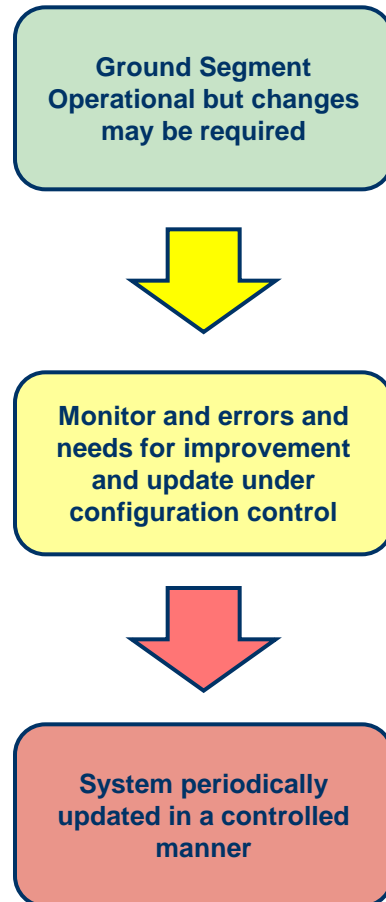 Ground Segment
Operational but changes
may be required
Monitor and errors and
needs for improvement
and update under
configuration control
System periodically
updated in a controlled
manner